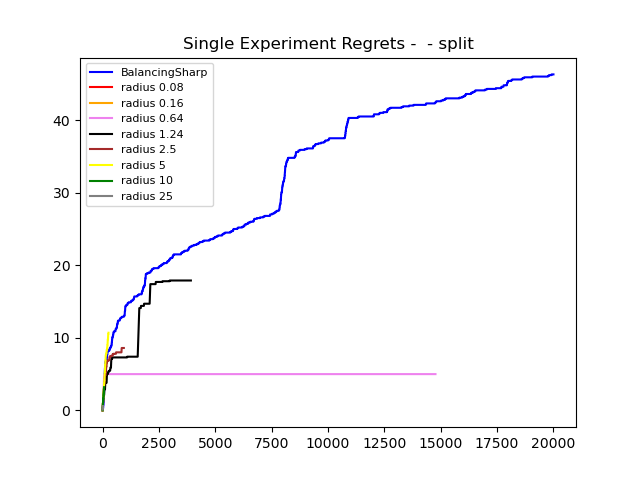 Single Experiment Regrets -  - split
BalancingSharp
radius 0.08
radius 0.16
radius 0.64
radius 1.24
radius 2.5
radius 5
radius 10
radius 25
40
30
20
10
0
0 2500 5000 7500 10000 12500 15000 17500 20000